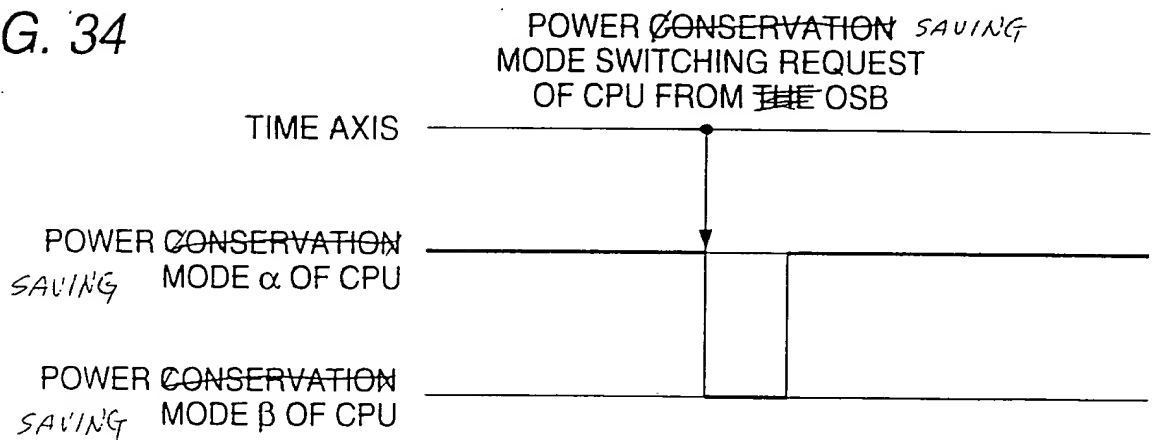 G. 34
POWER CONSERVATION SAVING
MODE SWITCHING REQUEST
OF CPU FROM THE OSB
TIME AXIS
POWER CONSERVATION
SAVING MODE α OF CPU
POWER CONSERVATION
SAVING MODE β OF CPU